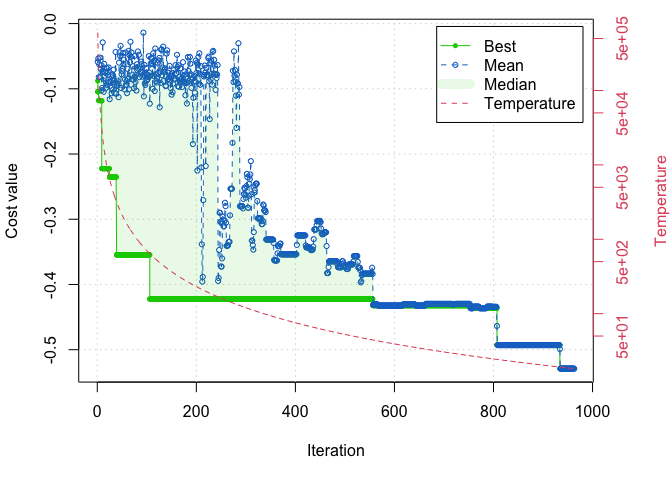 0.0
-0.1
-0.2
-0.3
-0.4
-0.5
Cost value
0
200
400
600
800
1000
Iteration
5e+05
5e+04
5e+03
5e+02
5e+01
Temperature
Best
Mean
Median
Temperature